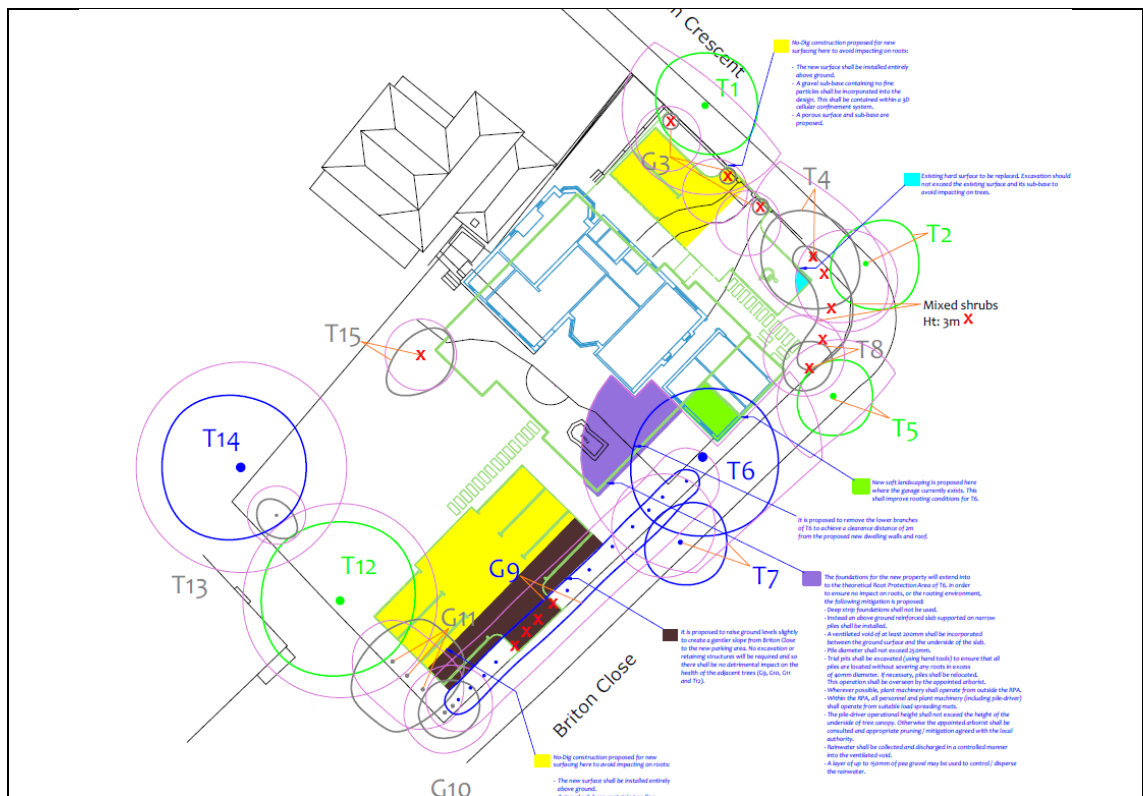 n Crescent
No-Dig construction proposed for new
surfacing here to avoid impacting on roots:
- The new surface shall be installed entirely
above ground.
- A gravel sub-base containing no fine
particles shall be incorporated into the
design. This shall be contained within a 3D
cellular confinement system.
- A porous surface and sub-base are
proposed.
T1
G3
T4
Existing hard surface to be replaced. Excavation should
not exceed the existing surface and its sub-base to
avoid impacting on trees.
T2
Mixed shrubs
Ht: 3m X
T15
T8
T5
T14
T6
New soft landscaping is proposed here
where the garage currently exists. This
shall improve rooting conditions for T6.
It is proposed to remove the lower branches
of T6 to achieve a clearance distance of 2m
from the proposed new dwelling walls and roof.
T12
G9
T7
T13
G11
The foundations for the new property will extend into
to the theoretical Root Protection Area of T6. In order
to ensure no impact on roots, or the rooting environment,
the following mitigation is proposed:
- Deep strip foundations shall not be used.
- Instead an above ground reinforced slab supported on narrow
piles shall be installed.
- A ventilated void of at least 200mm shall be incorporated
between the ground surface and the underside of the slab.
- Pile diameter shall not exceed 250mm.
- Trial pits shall be excavated (using hand tools) to ensure that all
piles are located without severing any roots in excess
of 40mm diameter. If necessary, piles shall be relocated.
This operation shall be overseen by the appointed arborist.
- Wherever possible, plant machinery shall operate from outside the RPA.
- Within the RPA, all personnel and plant machinery (including pile-driver)
shall operate from suitable load spreading mats.
- The pile-driver operational height shall not exceed the height of the
underside of tree canopy. Otherwise the appointed arborist shall be
consulted and appropriate pruning / mitigation agreed with the local
authority.
- Rainwater shall be collected and discharged in a controlled manner
into the ventilated void.
- A layer of up to 150mm of pea gravel may be used to control / disperse
the rainwater.
It is proposed to raise ground levels slightly
to create a gentler slope from Briton Close
to the new parking area. No excavation or
retaining structures will be required and so
there shall be no detrimental impact on the
health of the adjacent trees (G9, G10, G11
and T12).
Briton Close
No-Dig construction proposed for new
surfacing here to avoid impacting on roots:
- The new surface shall be installed entirely
above ground.
G10